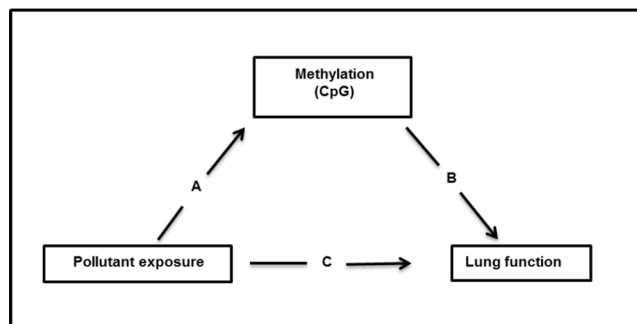 Methylation
(CpG)
A
B
Pollutant exposure
C
Lung function